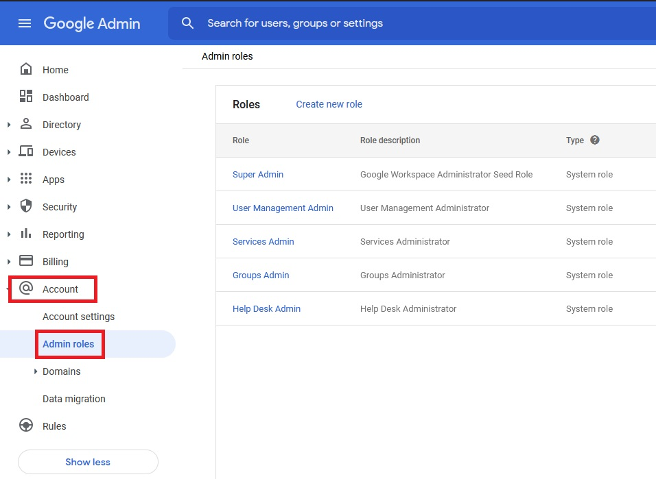 Google Admin
Search for users, groups or settings
Home
Dashboard
Directory
Devices
Apps
Security
Reporting
Billing
Account
Account settings
Admin roles
Domains
Data migration
Rules
Show less
Admin roles
Roles Create new role
Role Role description Type ?
Super Admin Google Workspace Administrator Seed Role System role
User Management Admin User Management Administrator System role
Services Admin Services Administrator System role
Groups Admin Groups Administrator System role
Help Desk Admin Help Desk Administrator System role